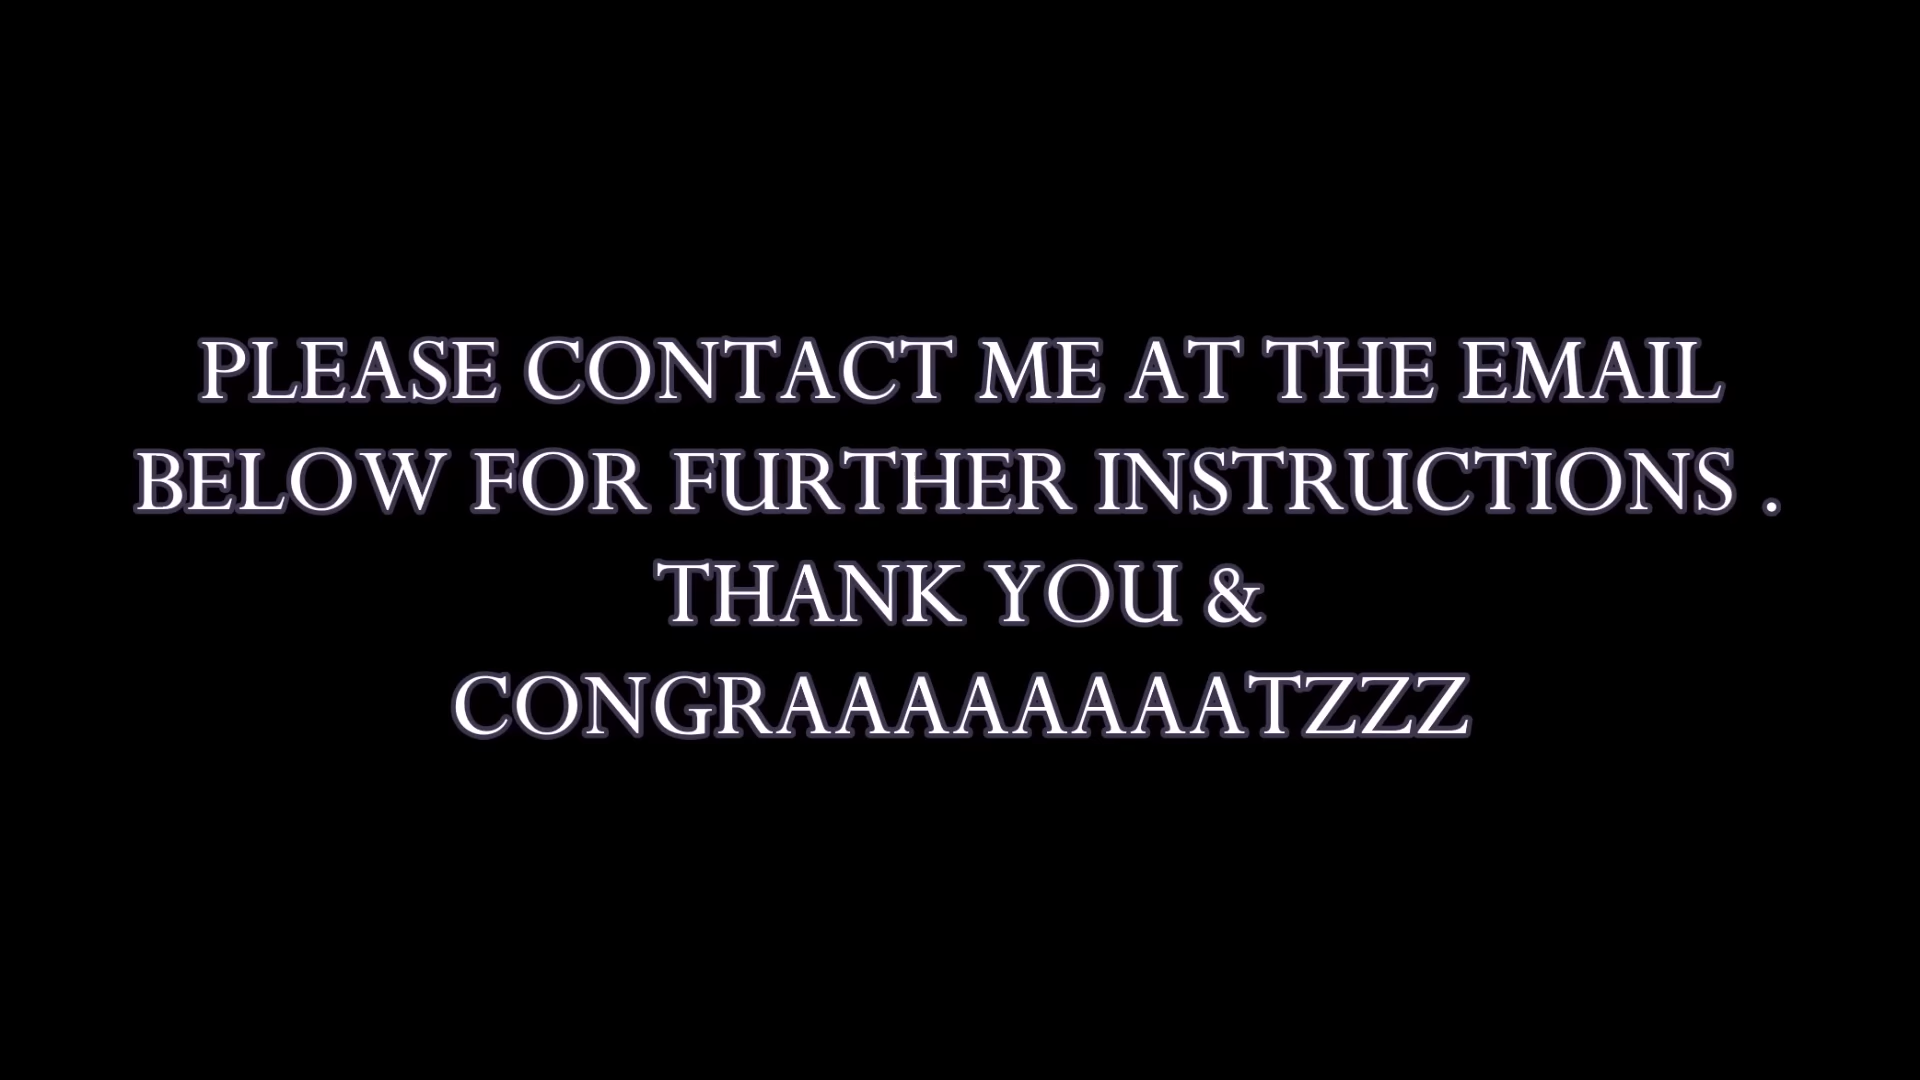 PLEASE CONTACT ME AT THE EMAIL
BELOW FOR FURTHER INSTRUCTIONS .
THANK YOU &
CONGRAAAAAAAATZZZ